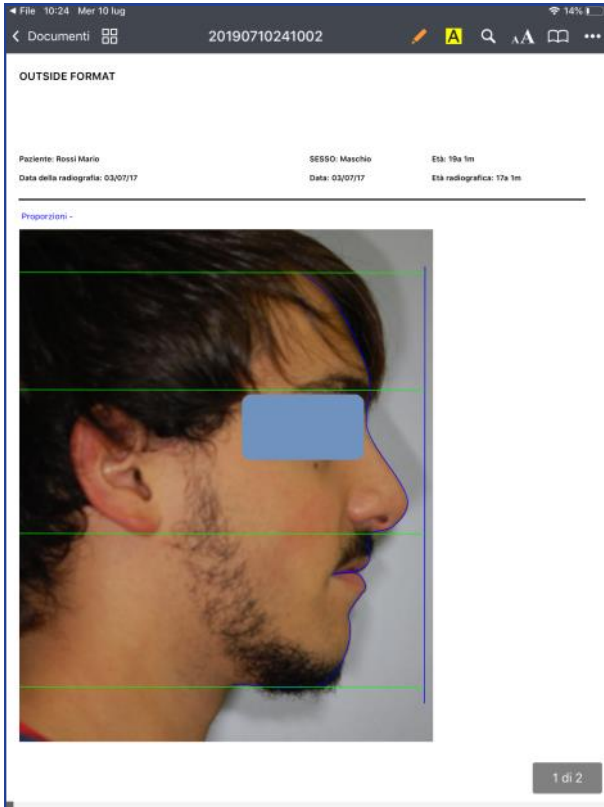 File 10:24 Mer 10 lug 14%
Documenti 20190710241002 A AA
OUTSIDE FORMAT
Paziente: Rossi Mario SESSO: Maschio Età: 19a 1m
Data della radiografia: 03/07/17 Data: 03/07/17 Età radiografica: 17a 1m
Proporzioni -
1 di 2